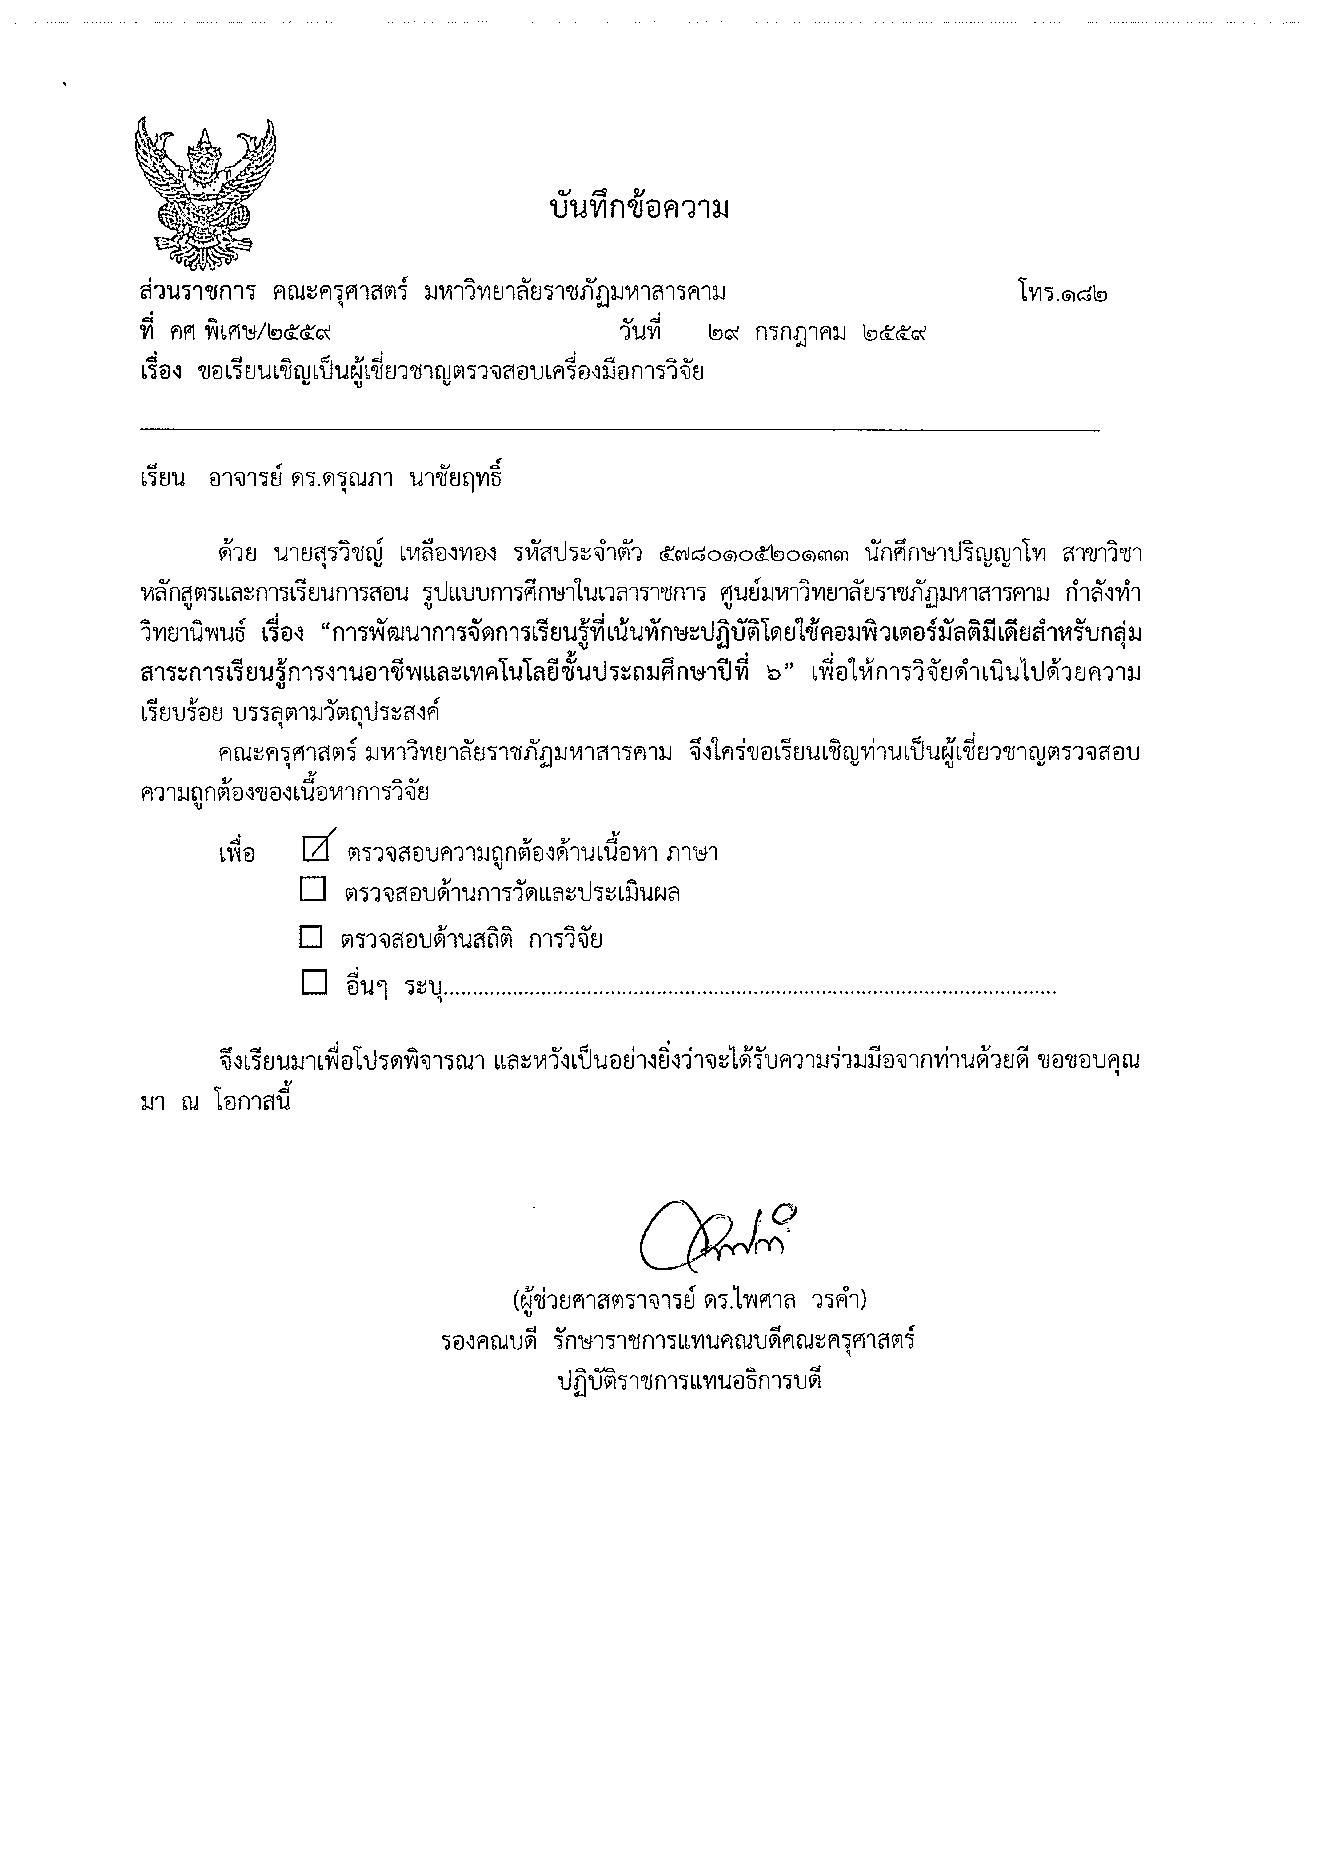 บันทึกข้อความ
ส่วนราชการ คณะครุศาสตร์ มหาวิทยาลัยราชภัฏมหาสารคาม โทร.๑๘๒
ที่ คศ พิเศษ/๒๕๕๙ วันที่ ๒๙ กรกฎาคม ๒๕๕๙
เรื่อง ขอเรียนเชิญเป็นผู้เชี่ยวชาญตรวจสอบเครื่องมือการวิจัย
เรียน อาจารย์ ดร.ดรุณภา นาชัยฤทธิ์
ด้วย นายสุรวิชญ์ เหลืองทอง รหัสประจำตัว ๕๗๘๐๑๐๕๒๐๑๓๓ นักศึกษาปริญญาโท สาขาวิชา
หลักสูตรและการเรียนการสอน รูปแบบการศึกษาในเวลาราชการ ศูนย์มหาวิทยาลัยราชภัฏมหาสารคาม กำลังทำ
วิทยานิพนธ์ เรื่อง “การพัฒนาการจัดการเรียนรู้ที่เน้นทักษะปฏิบัติโดยใช้คอมพิวเตอร์มัลติมีเดียสำหรับกลุ่ม
สาระการเรียนรู้การงานอาชีพและเทคโนโลยีชั้นประถมศึกษาปีที่ ๖” เพื่อให้การวิจัยดำเนินไปด้วยความ
เรียบร้อย บรรลุตามวัตถุประสงค์
คณะครุศาสตร์ มหาวิทยาลัยราชภัฏมหาสารคาม จึงใคร่ขอเรียนเชิญท่านเป็นผู้เชี่ยวชาญตรวจสอบ
ความถูกต้องของเนื้อหาการวิจัย
เพื่อ ☑ ตรวจสอบความถูกต้องด้านเนื้อหา ภาษา
☐ ตรวจสอบด้านการวัดและประเมินผล
☐ ตรวจสอบด้านสถิติ การวิจัย
☐ อื่นๆ ระบุ..........................................................................................
จึงเรียนมาเพื่อโปรดพิจารณา และหวังเป็นอย่างยิ่งว่าจะได้รับความร่วมมือจากท่านด้วยดี ขอขอบคุณ
มา ณ โอกาสนี้
(ผู้ช่วยศาสตราจารย์ ดร.ไพศาล วรคำ)
รองคณบดี รักษาราชการแทนคณบดีคณะครุศาสตร์
ปฏิบัติราชการแทนอธิการบดี